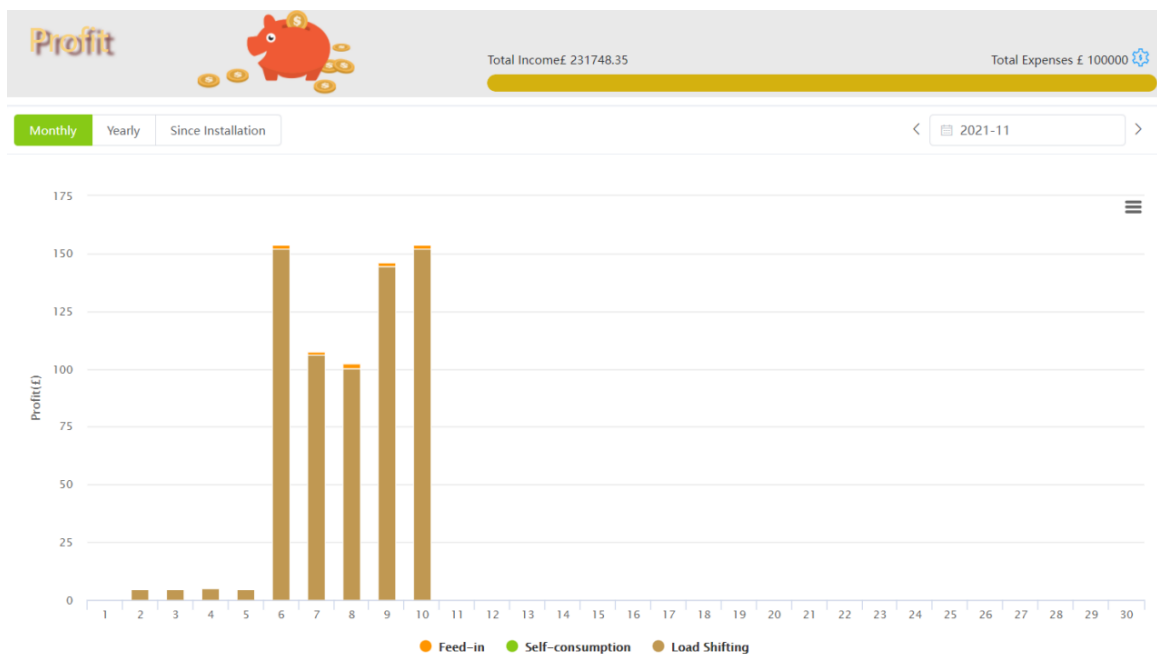 Profit
Total Income£ 231748.35
Total Expenses £ 100000
Monthly Yearly Since Installation
2021-11
175
150
125
100
75
50
25
0
Profit(£)
1 2 3 4 5 6 7 8 9 10 11 12 13 14 15 16 17 18 19 20 21 22 23 24 25 26 27 28 29 30
Feed-in Self-consumption Load Shifting